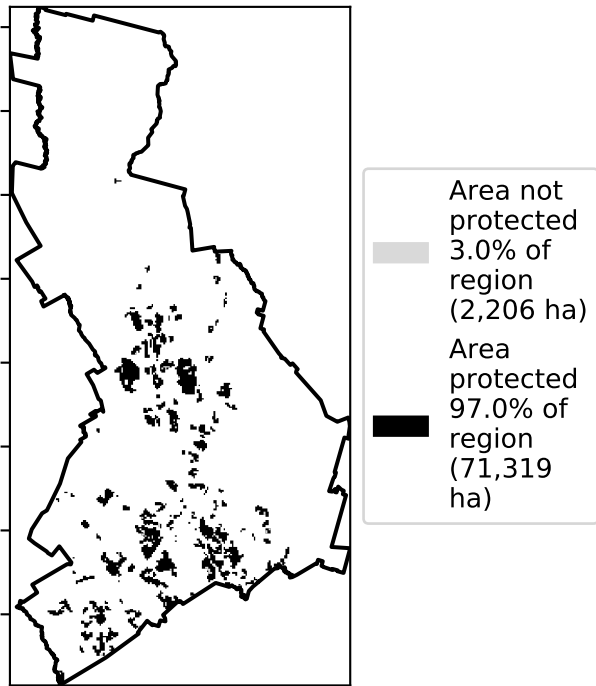 Area not
protected
3.0% of
region
(2,206 ha)
Area
protected
97.0% of
region
(71,319
ha)